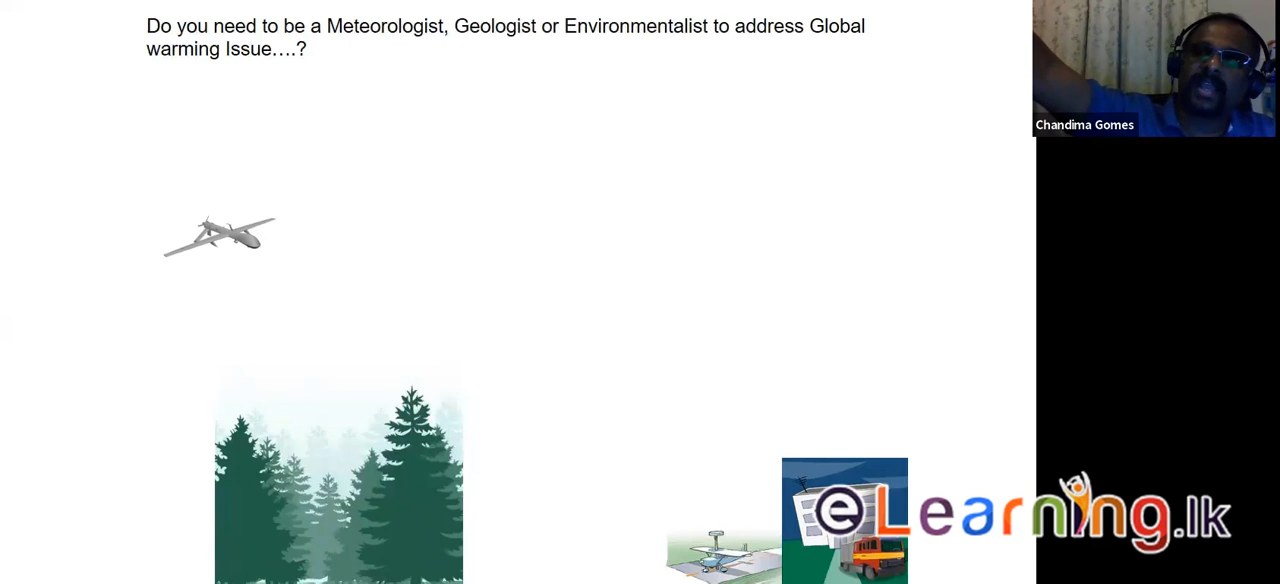 Do you need to be a Meteorologist, Geologist or Environmentalist to address Global
warming Issue....?
Chandima Gomes
eLearning.lk